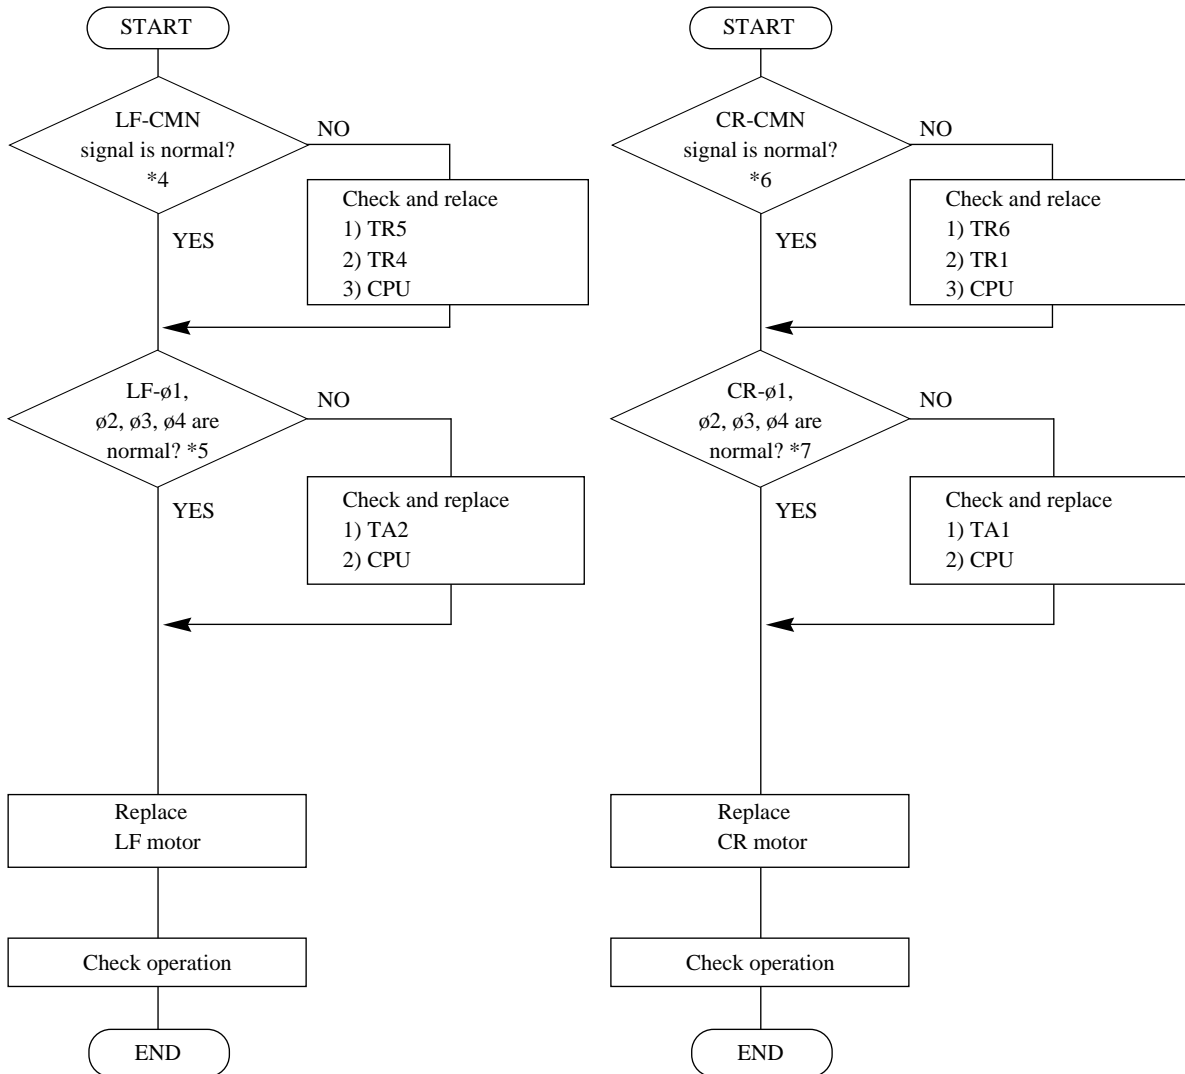 START
LF-CMN
signal is normal?
*4
NO
Check and relace
1) TR5
2) TR4
3) CPU
YES
LF-ø1,
ø2, ø3, ø4 are
normal? *5
NO
Check and replace
1) TA2
2) CPU
YES
Replace
LF motor
Check operation
END
START
CR-CMN
signal is normal?
*6
NO
Check and relace
1) TR6
2) TR1
3) CPU
YES
CR-ø1,
ø2, ø3, ø4 are
normal? *7
NO
Check and replace
1) TA1
2) CPU
YES
Replace
CR motor
Check operation
END